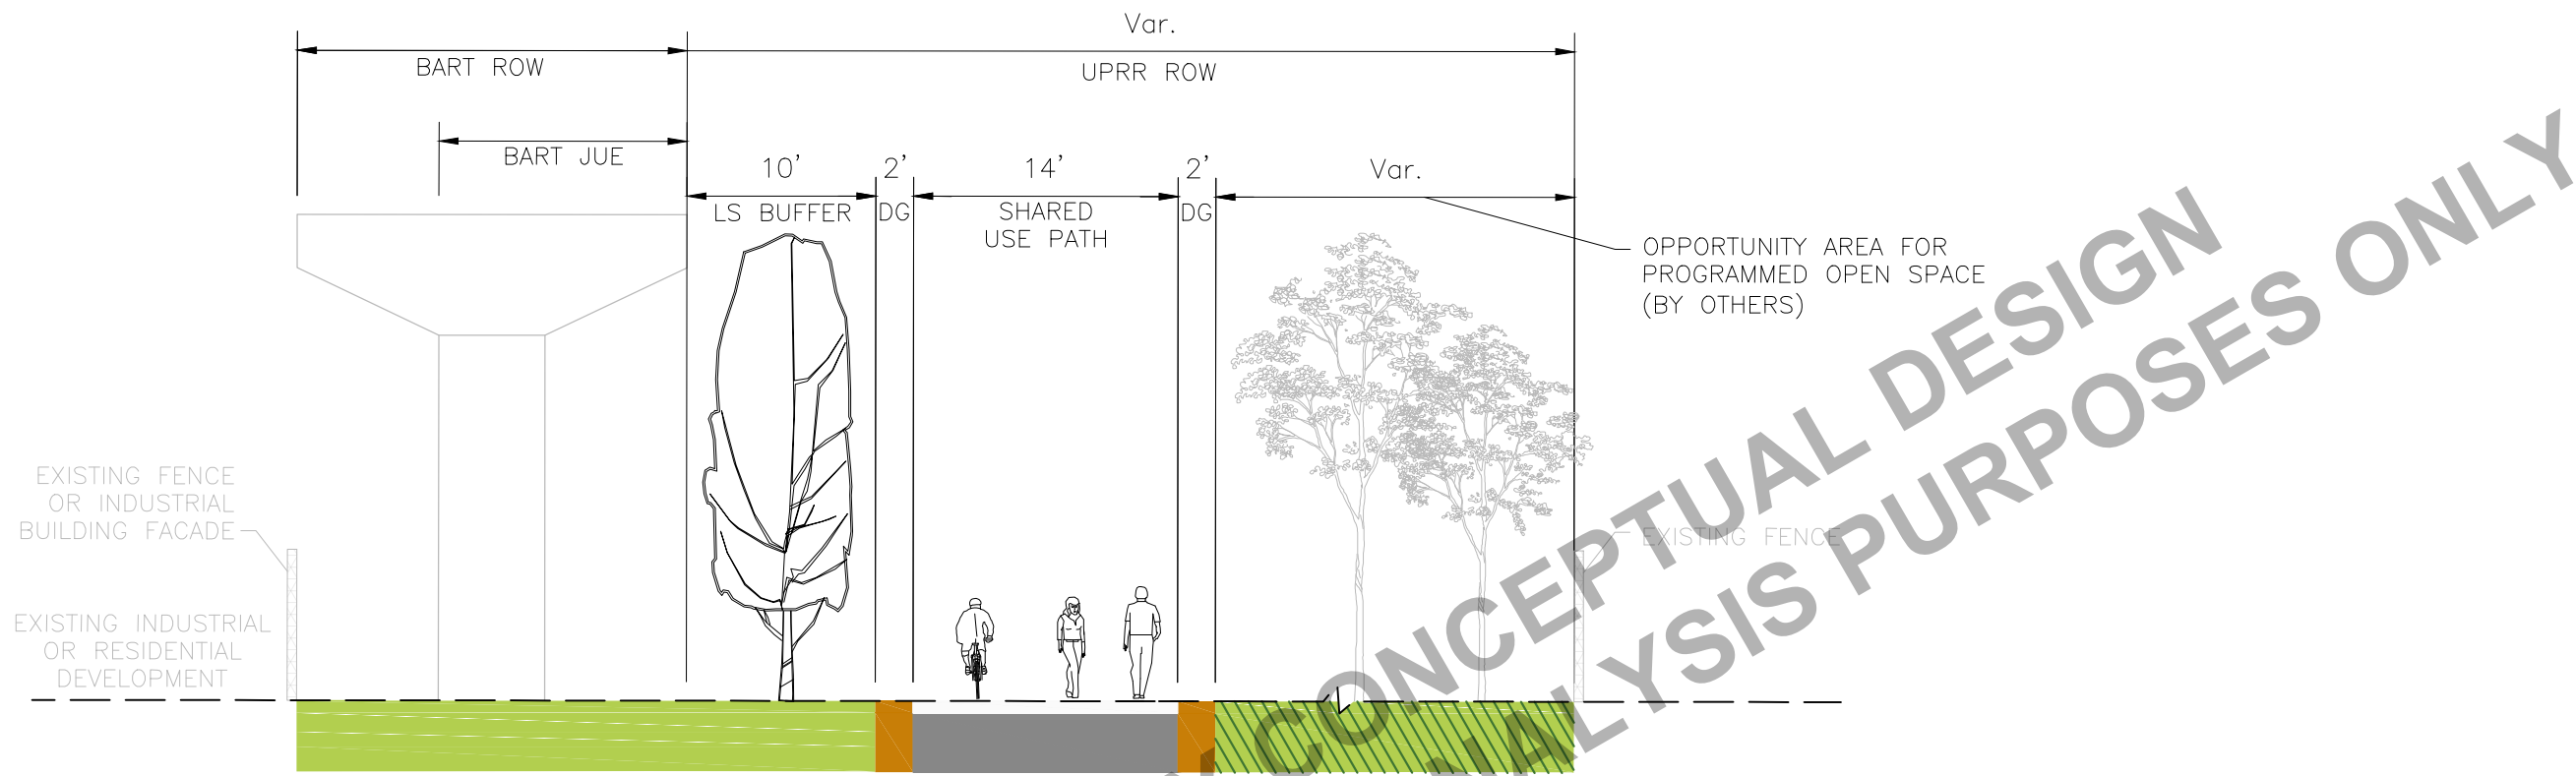 Var.
BART ROW
UPRR ROW
BART JUE
10'
2'
14'
2'
Var.
LS BUFFER
DG
SHARED
USE PATH
DG
OPPORTUNITY AREA FOR
PROGRAMMED OPEN SPACE
(BY OTHERS)
EXISTING FENCE
OR INDUSTRIAL
BUILDING FACADE
EXISTING FENCE
EXISTING INDUSTRIAL
OR RESIDENTIAL
DEVELOPMENT
CONCEPTUAL DESIGN
PURPOSES ONLY